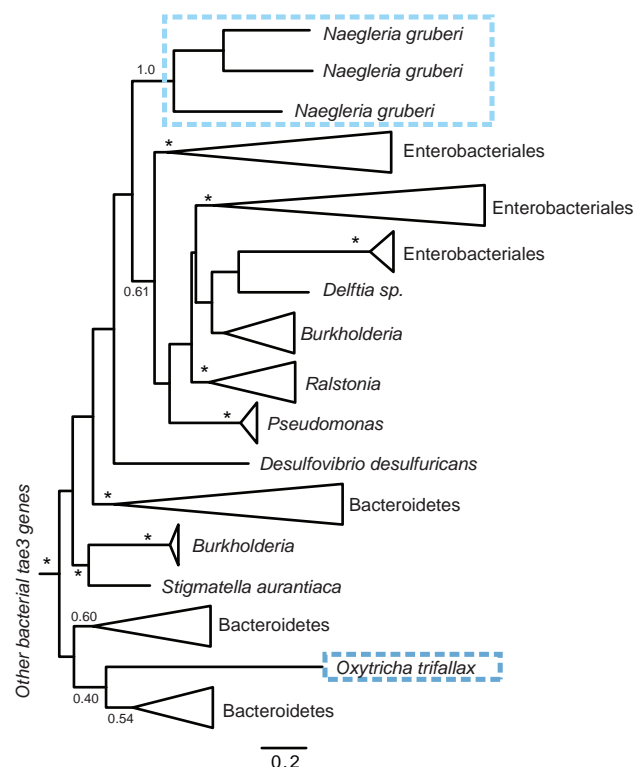 Naegleria gruberi
1.0
Naegleria gruberi
Naegleria gruberi
*
Enterobacteriales
*
Enterobacteriales
*
Enterobacteriales
0.61
Delftia sp.
Burkholderia
*
Ralstonia
*
Pseudomonas
Desulfovibrio desulfuricans
*
Bacteroidetes
*
Burkholderia
*
*
Stigmatella aurantiaca
Other bacterial tae3 genes
0.60
Bacteroidetes
Oxytricha trifallax
0.40
0.54
Bacteroidetes
0.2